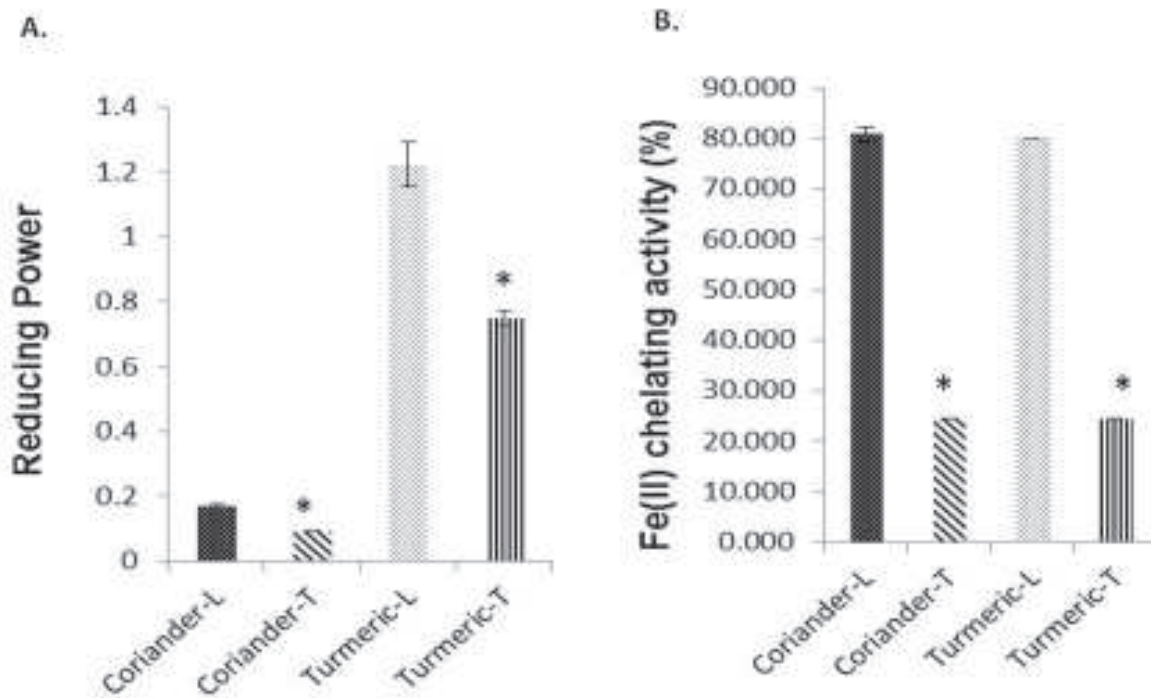 A.
Reducing Power
1.4
1.2
1
0.8
0.6
0.4
0.2
0
*
*
Coriander-L
Coriander-T
Turmeric-L
Turmeric-T
B.
Fe(II) chelating activity (%)
90.000
80.000
70.000
60.000
50.000
40.000
30.000
20.000
10.000
0.000
*
*
Coriander-L
Coriander-T
Turmeric-L
Turmeric-T